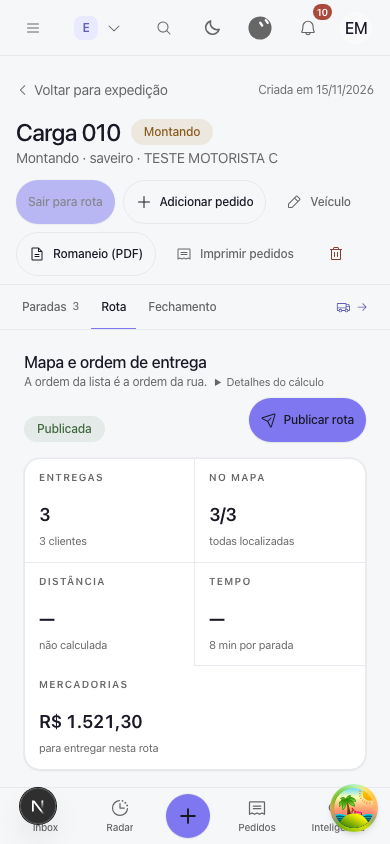 E
10
EM
Voltar para expedição
Criada em 15/11/2026
Carga 010
Montando
Montando · saveiro · TESTE MOTORISTA C
Sair para rota
Adicionar pedido
Veículo
Romaneio (PDF)
Imprimir pedidos
Paradas 3
Rota
Fechamento
Mapa e ordem de entrega
A ordem da lista é a ordem da rua.
Detalhes do cálculo
Publicada
Publicar rota
ENTREGAS
NO MAPA
3
3/3
3 clientes
todas localizadas
DISTÂNCIA
TEMPO
—
—
não calculada
8 min por parada
MERCADORIAS
R$ 1.521,30
para entregar nesta rota
N
Inbox
Radar
Pedidos